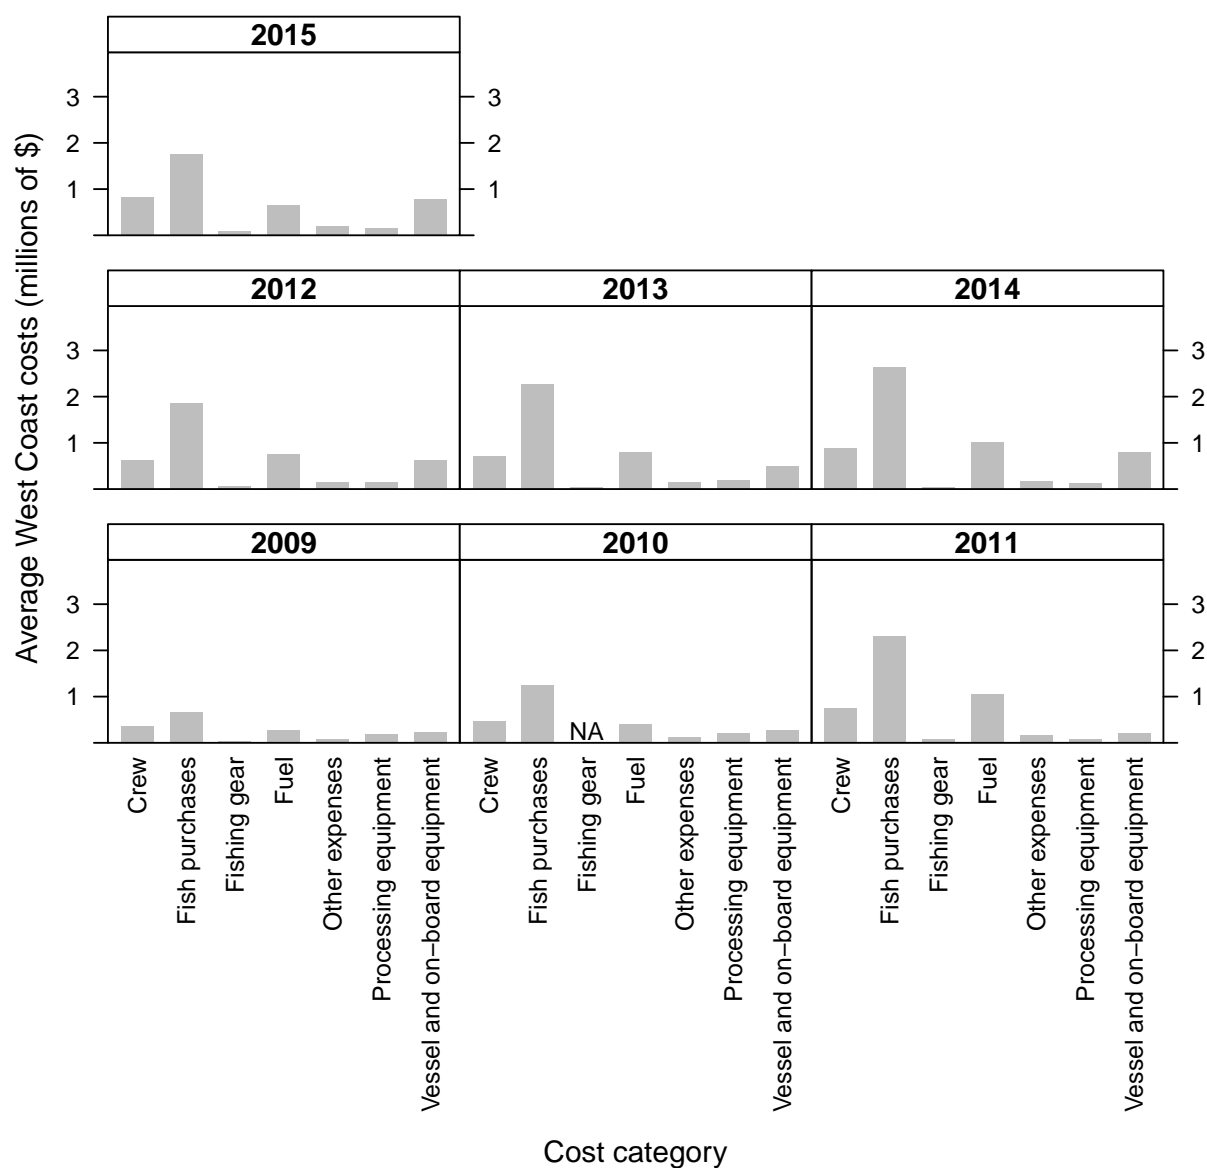 Average West Coast costs (millions of $)
2015
3 3
2 2
1 1
2012 2013 2014
3 3
2 2
1 1
2009 2010 2011
3 3
2 2
1 1
NA
Crew
Fish purchases
Fishing gear
Fuel
Other expenses
Processing equipment
Vessel and on−board equipment
Crew
Fish purchases
Fishing gear
Fuel
Other expenses
Processing equipment
Vessel and on−board equipment
Crew
Fish purchases
Fishing gear
Fuel
Other expenses
Processing equipment
Vessel and on−board equipment
Cost category